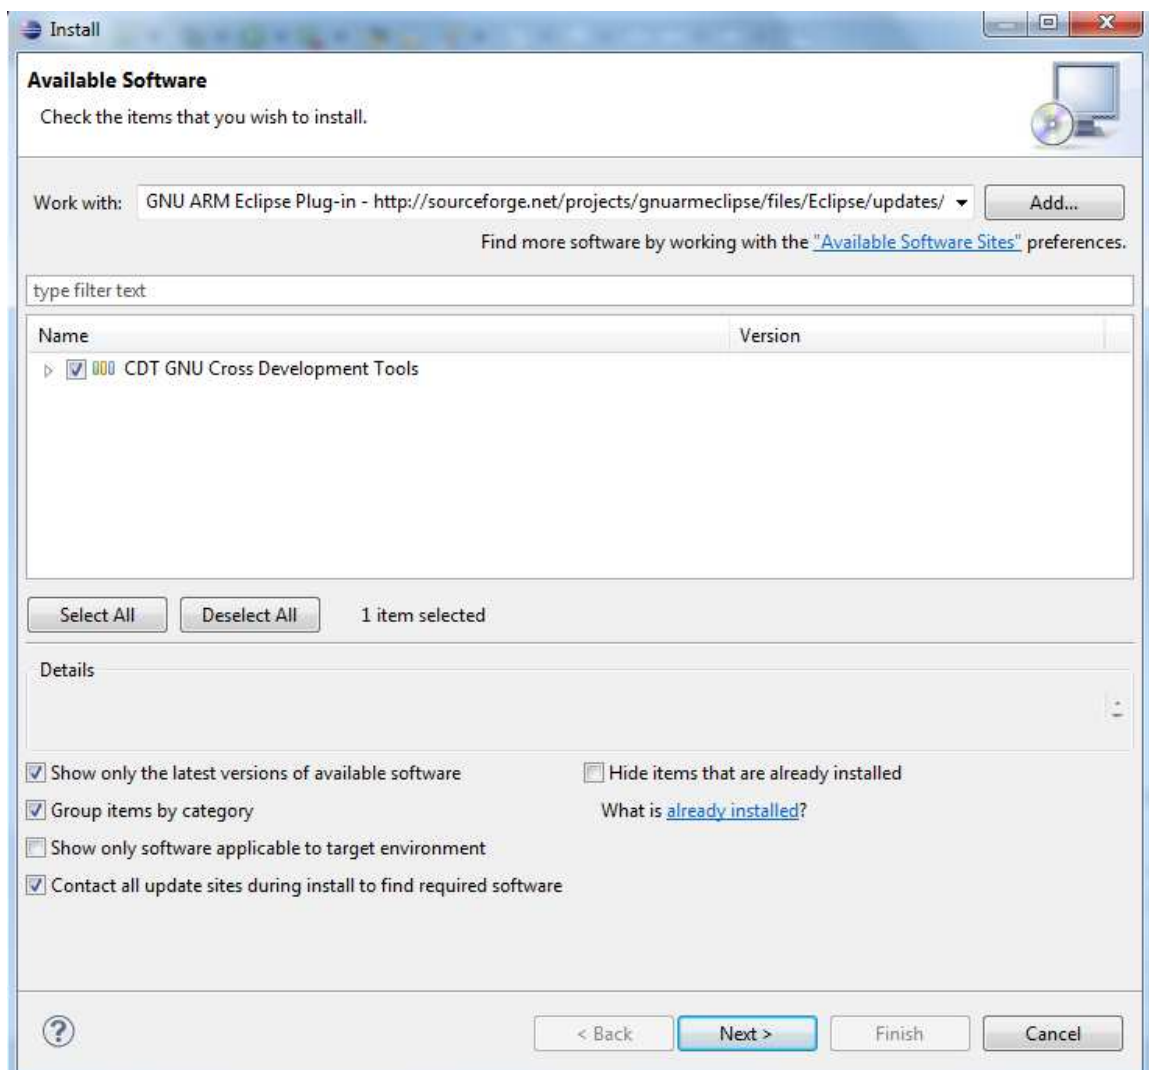 Install
Available Software
Check the items that you wish to install.
Work with: GNU ARM Eclipse Plug-in - http://sourceforge.net/projects/gnuarmeclipse/files/Eclipse/updates/ Add...
Find more software by working with the "Available Software Sites" preferences.
type filter text
Name Version
CDT GNU Cross Development Tools
Select All Deselect All 1 item selected
Details
Show only the latest versions of available software Hide items that are already installed
Group items by category What is already installed?
Show only software applicable to target environment
Contact all update sites during install to find required software
? < Back Next > Finish Cancel